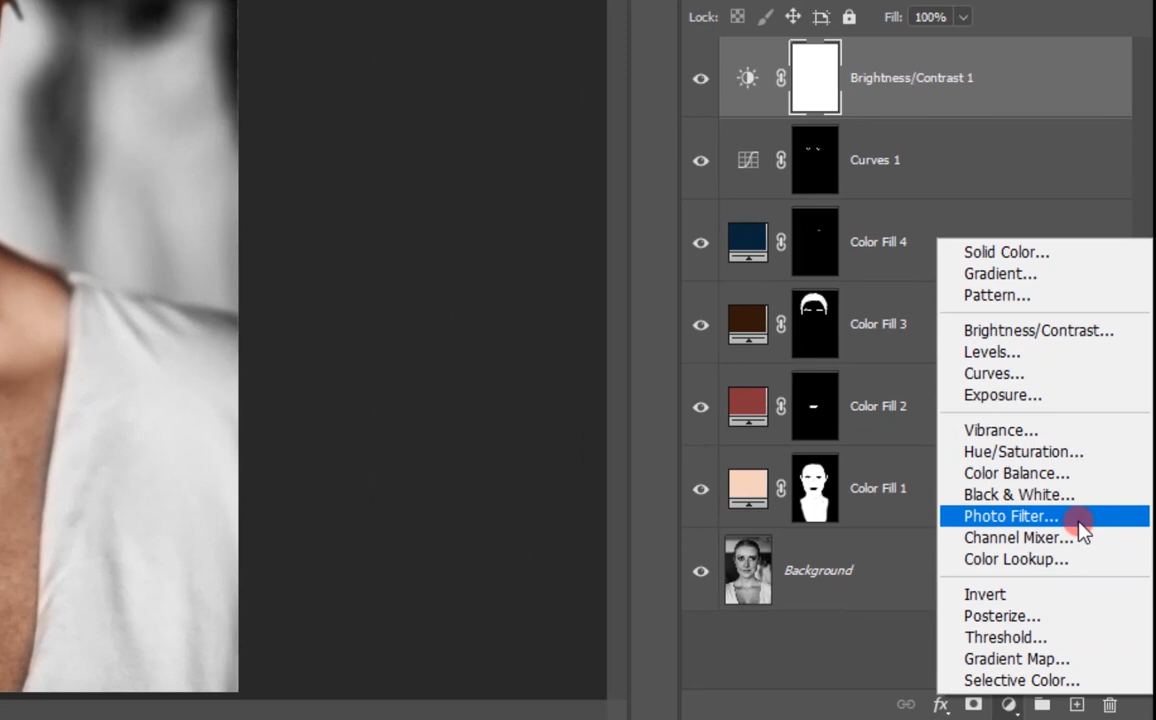 Lock: Fill: 100%
Brightness/Contrast 1
Curves 1
Color Fill 4
Color Fill 3
Color Fill 2
Color Fill 1
Background
Solid Color...
Gradient...
Pattern...
Brightness/Contrast...
Levels...
Curves...
Exposure...
Vibrance...
Hue/Saturation...
Color Balance...
Black & White...
Photo Filter...
Channel Mixer...
Color Lookup...
Invert
Posterize...
Threshold...
Gradient Map...
Selective Color...
fx